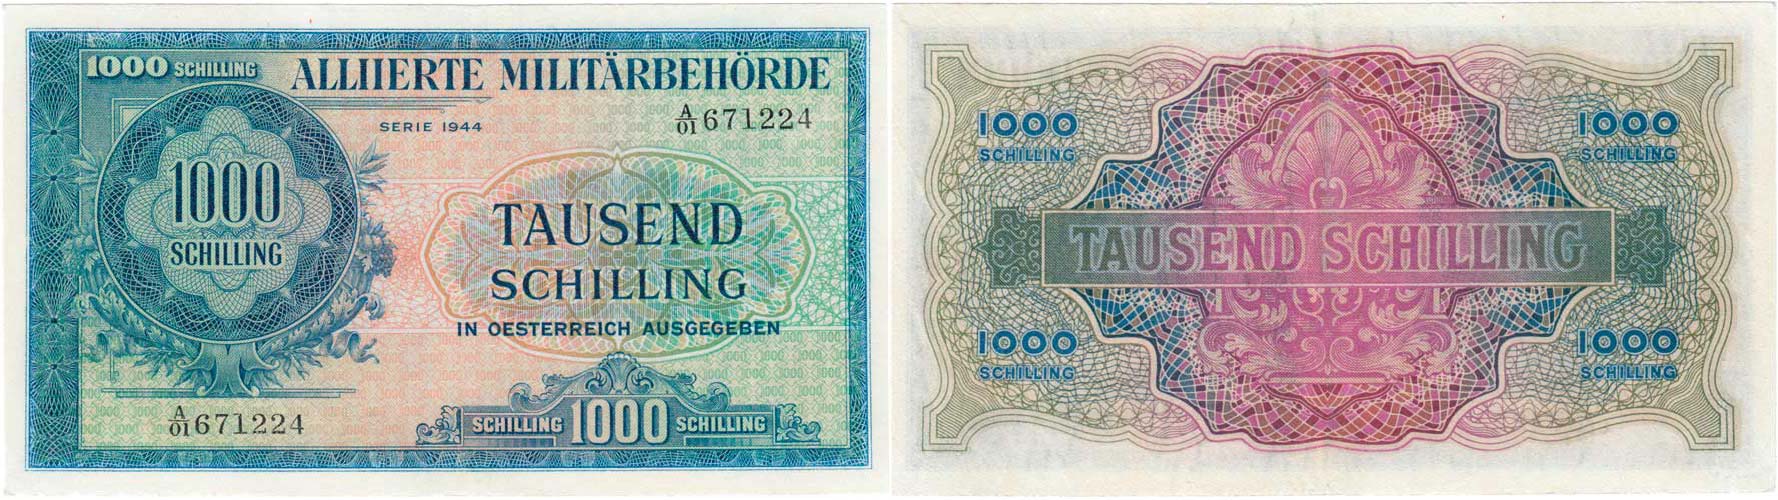 1000 SCHILLING ALLIIERTE MILITÄRBEHÖRDE
SERIE 1944
A/01 671224
1000
SCHILLING
TAUSEND
SCHILLING
IN OESTERREICH AUSGEGEBEN
A/01 671224
SCHILLING 1000 SCHILLING
1000
SCHILLING
1000
SCHILLING
TAUSEND SCHILLING
1000
SCHILLING
1000
SCHILLING